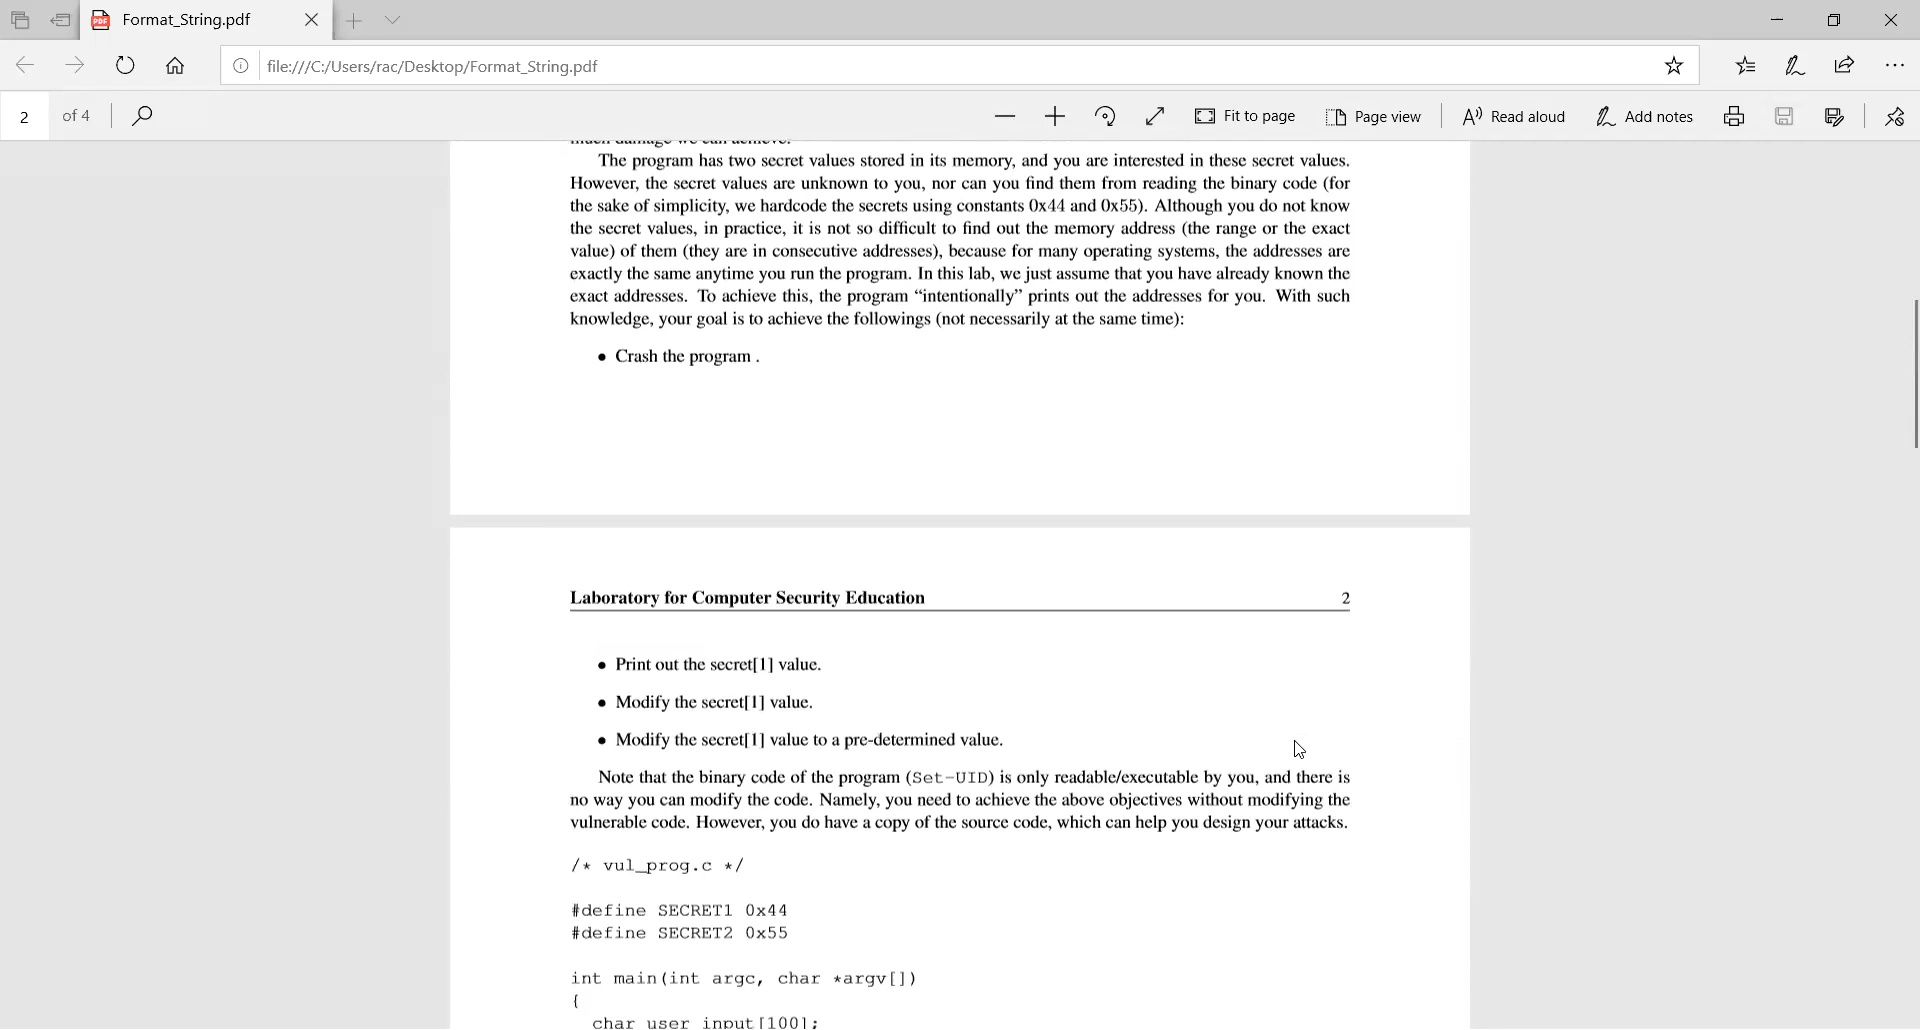 Format_String.pdf
file:///C:/Users/rac/Desktop/Format_String.pdf
2 of 4 Fit to page Page view Read aloud Add notes
much damage we can achieve.
The program has two secret values stored in its memory, and you are interested in these secret values.
However, the secret values are unknown to you, nor can you find them from reading the binary code (for
the sake of simplicity, we hardcode the secrets using constants 0x44 and 0x55). Although you do not know
the secret values, in practice, it is not so difficult to find out the memory address (the range or the exact
value) of them (they are in consecutive addresses), because for many operating systems, the addresses are
exactly the same anytime you run the program. In this lab, we just assume that you have already known the
exact addresses. To achieve this, the program “intentionally” prints out the addresses for you. With such
knowledge, your goal is to achieve the followings (not necessarily at the same time):
• Crash the program .
Laboratory for Computer Security Education 2
• Print out the secret[1] value.
• Modify the secret[1] value.
• Modify the secret[1] value to a pre-determined value.
Note that the binary code of the program (Set-UID) is only readable/executable by you, and there is
no way you can modify the code. Namely, you need to achieve the above objectives without modifying the
vulnerable code. However, you do have a copy of the source code, which can help you design your attacks.
/* vul_prog.c */
#define SECRET1 0x44
#define SECRET2 0x55
int main(int argc, char *argv[])
{
char user_input[100];